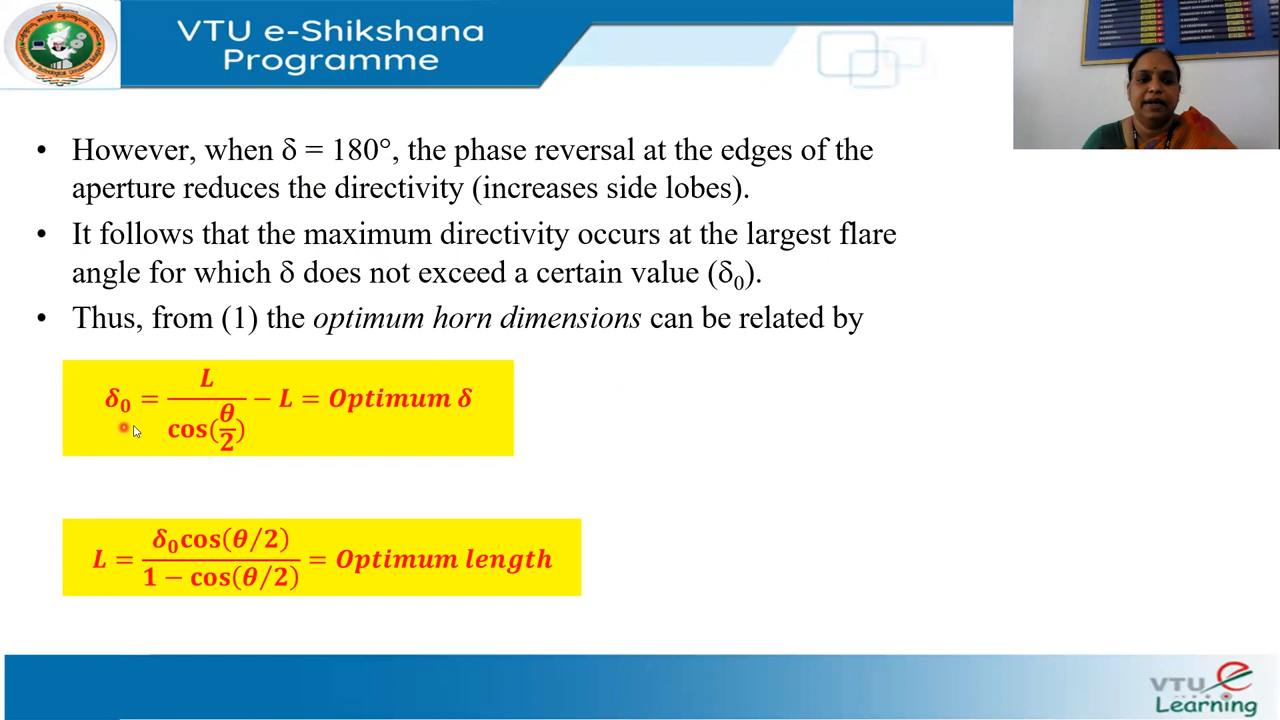 VTU e-Shikshana
Programme
• However, when δ = 180°, the phase reversal at the edges of the
aperture reduces the directivity (increases side lobes).
• It follows that the maximum directivity occurs at the largest flare
angle for which δ does not exceed a certain value (δ₀).
• Thus, from (1) the optimum horn dimensions can be related by
δ₀ = L / cos(θ/2) − L = Optimum δ
L = δ₀cos(θ/2) / 1 − cos(θ/2) = Optimum length
VTU e
Learning